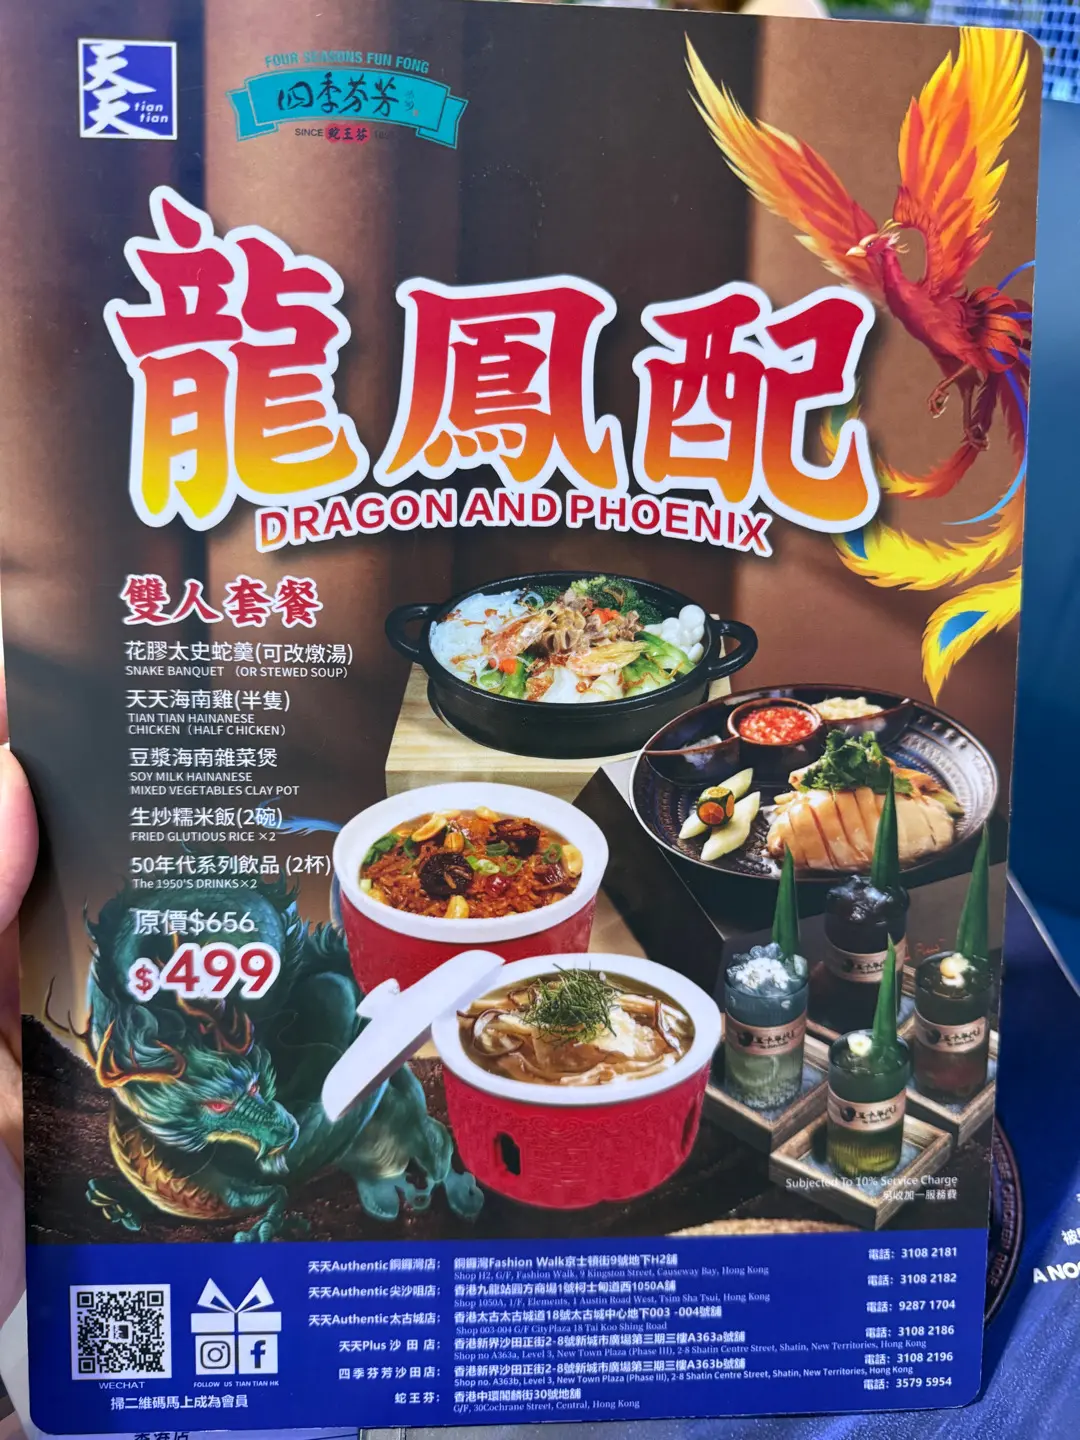 天天
tian
tian
FOUR SEASONS FUN FONG
四季芬芳
SINCE 蛇王芬
龍鳳配
DRAGON AND PHOENIX
雙人套餐
花膠太史蛇羹(可改燉湯)
SNAKE BANQUET （OR STEWED SOUP）
天天海南雞(半隻)
TIAN TIAN HAINANESE
CHICKEN（HALF CHICKEN）
豆漿海南雜菜煲
SOY MILK HAINANESE
MIXED VEGETABLES CLAY POT
生炒糯米飯(2碗)
FRIED GLUTIOUS RICE ×2
50年代系列飲品 (2杯)
The 1950'S DRINKS×2
原價$656
$499
Subjected To 10% Service Charge
另收加一服務費
天天Authentic銅鑼灣店： 銅鑼灣Fashion Walk京士頓街9號地下H2舖 電話：3108 2181
Shop H2, G/F, Fashion Walk, 9 Kingston Street, Causeway Bay, Hong Kong
天天Authentic尖沙咀店： 香港九龍站圓方商場1號柯士甸道西1050A舖 電話：3108 2182
Shop 1050A, 1/F, Elements, 1 Austin Road West, Tsim Sha Tsui, Hong Kong
天天Authentic太古城店： 香港太古太古城道18號太古城中心地下003 -004號舖 電話：9287 1704
Shop 003-004 G/F CityPlaza 18 Tai Koo Shing Road
天天Plus 沙 田 店： 香港新界沙田正街2-8號新城市廣場第三期三樓A363a號舖 電話：3108 2186
Shop no A363a, Level 3, New Town Plaza (Phase III), 2-8 Shatin Centre Street, Shatin, New Territories, Hong Kong
四季芬芳沙田店： 香港新界沙田正街2-8號新城市廣場第三期三樓A363b號舖 電話：3108 2196
Shop no. A363b, Level 3, New Town Plaza (Phase III), 2-8 Shatin Centre Street, Shatin, New Territories, Hong Kong
蛇王芬： 香港中環閣麟街30號地舖 電話：3579 5954
G/F, 30Cochrane Street, Central, Hong Kong
WECHAT
FOLLOW US TIAN TIAN HK
掃二維碼馬上成為會員
A NOO